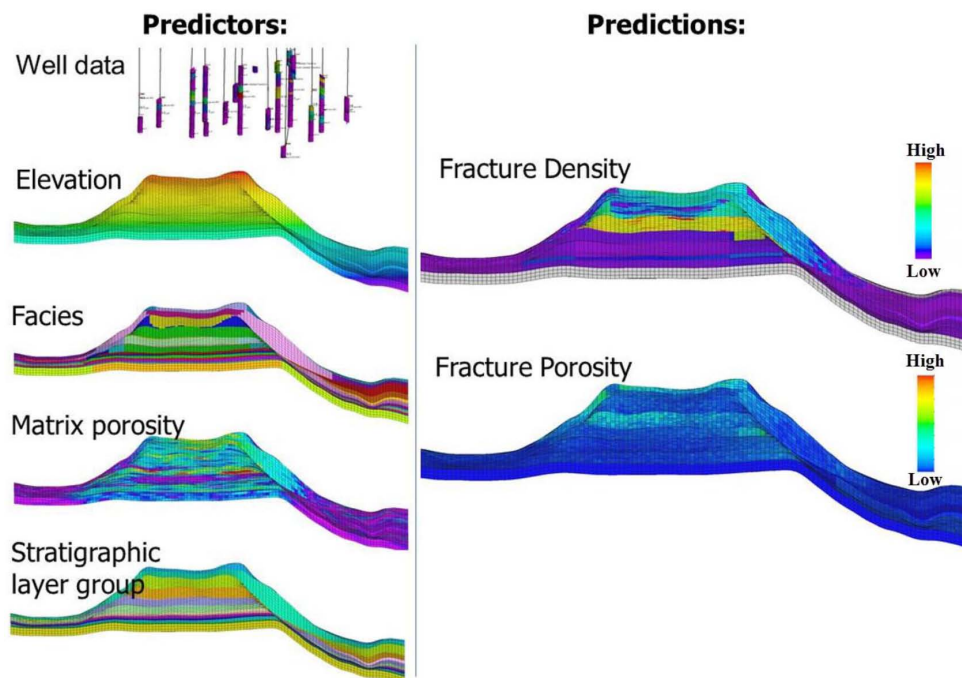 Predictors:
Well data
Elevation
Facies
Matrix porosity
Stratigraphic
layer group
Predictions:
Fracture Density
High
Low
Fracture Porosity
High
Low